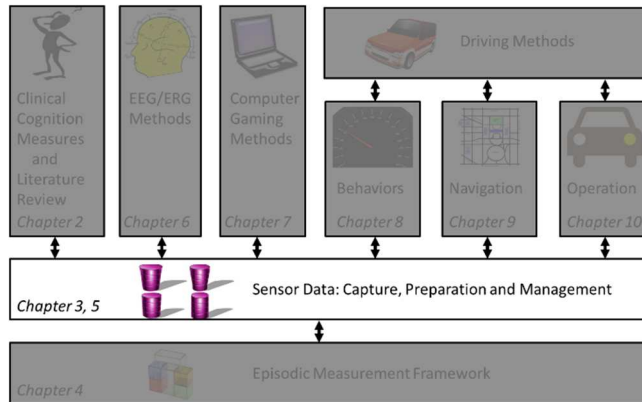 Clinical
Cognition
Measures
and
Literature
Review
Chapter 2
EEG/ERG
Methods
Chapter 6
Computer
Gaming
Methods
Chapter 7
Driving Methods
Behaviors
Chapter 8
Navigation
Chapter 9
Operation
Chapter 10
Sensor Data: Capture, Preparation and Management
Chapter 3, 5
Episodic Measurement Framework
Chapter 4